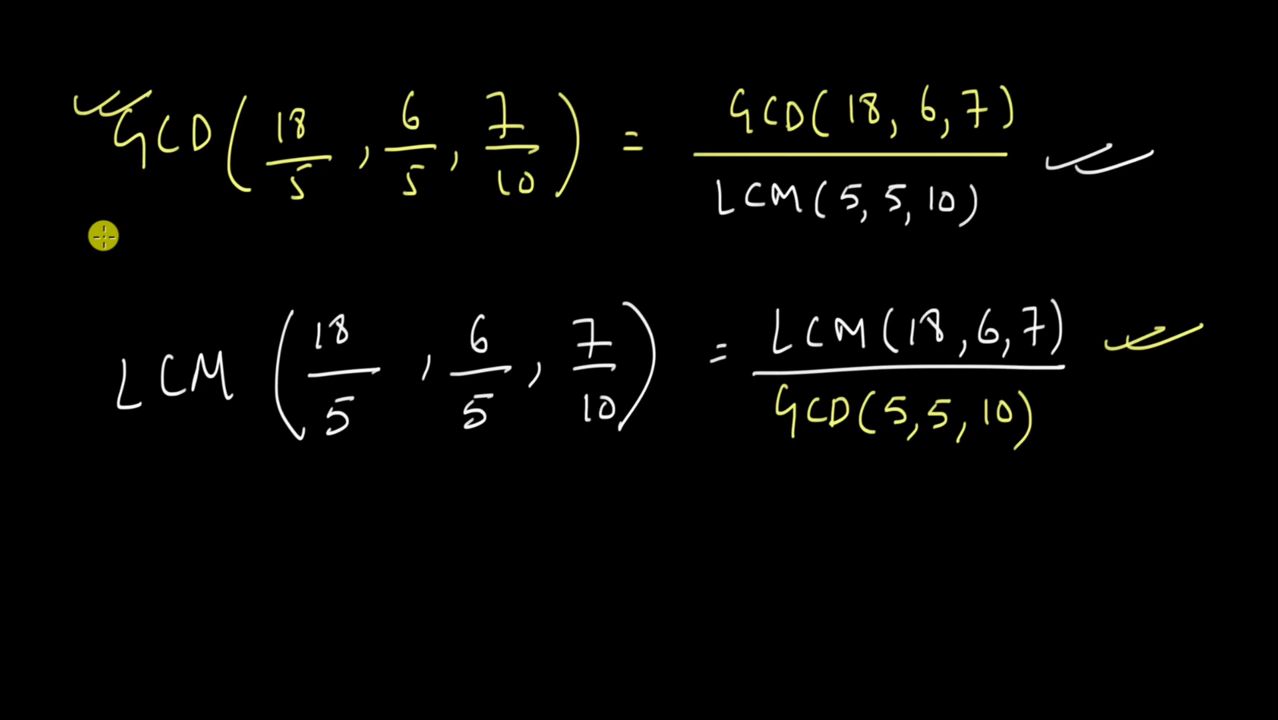 GCD( 18/5 , 6/5 , 7/10 ) = GCD(18, 6, 7) / LCM(5, 5, 10)
LCM ( 18/5 , 6/5 , 7/10 ) = LCM(18, 6, 7) / GCD(5, 5, 10)